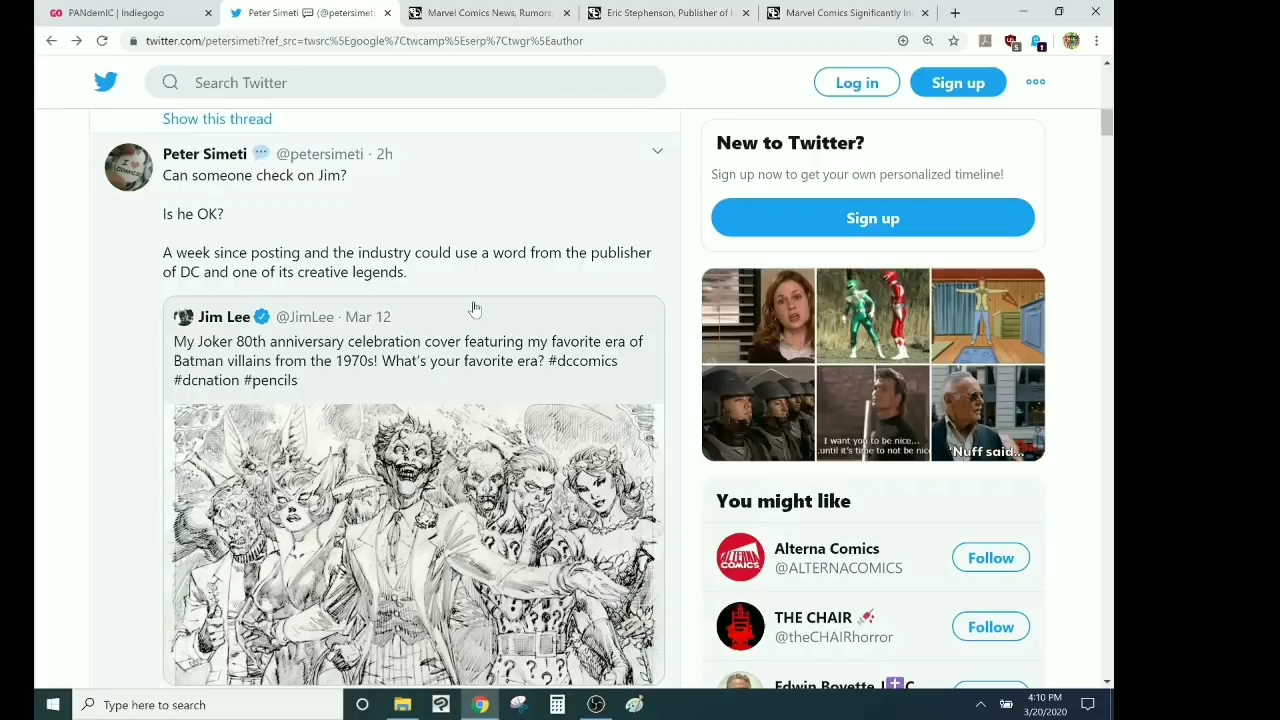 PANdemIC | Indiegogo
Peter Simeti 💬 (@petersimeti
Marvel Comics News, Rumors,
Eric Stephenson, Publisher of I
Marvel Comics Significantly In
twitter.com/petersimeti?ref_src=twsrc%5Egoogle%7Ctwcamp%5Eserp%7Ctwgr%5Eauthor
5
1
Search Twitter
Log in
Sign up
Show this thread
Peter Simeti 💬 @petersimeti · 2h
Can someone check on Jim?
Is he OK?
A week since posting and the industry could use a word from the publisher
of DC and one of its creative legends.
Jim Lee @JimLee · Mar 12
My Joker 80th anniversary celebration cover featuring my favorite era of
Batman villains from the 1970s! What's your favorite era? #dccomics
#dcnation #pencils
New to Twitter?
Sign up now to get your own personalized timeline!
Sign up
I want you to be nice...
..until it's time to not be nice
'Nuff said...
You might like
Alterna Comics
@ALTERNACOMICS
Follow
THE CHAIR
@theCHAIRhorror
Follow
Edwin Boyette
Type here to search
4:10 PM
3/20/2020